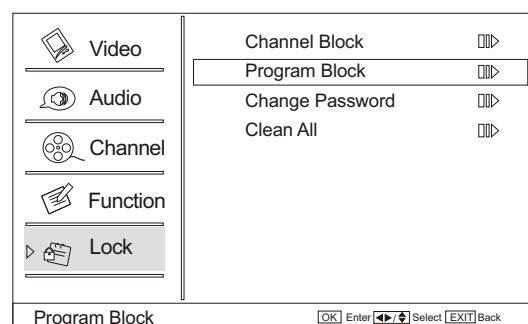 Video
Audio
Channel
Function
Lock
Channel Block
Program Block
Change Password
Clean All
Program Block
OK Enter ◀▶/▲▼ Select EXIT Back